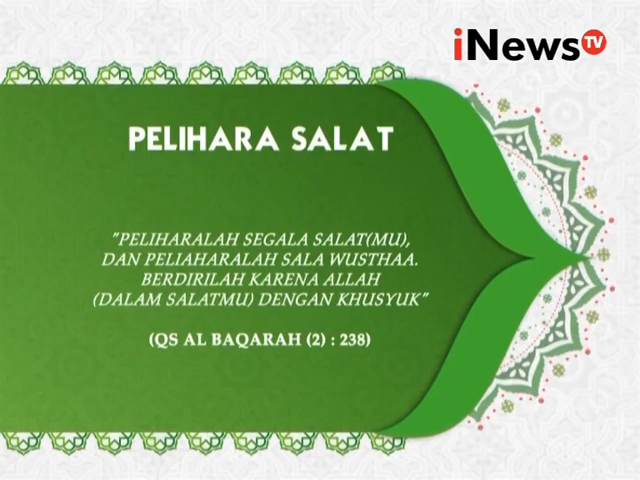 iNews TV
PELIHARA SALAT
"PELIHARALAH SEGALA SALAT(MU),
DAN PELIAHARALAH SALA WUSTHAA.
BERDIRILAH KARENA ALLAH
(DALAM SALATMU) DENGAN KHUSYUK"
(QS AL BAQARAH (2) : 238)